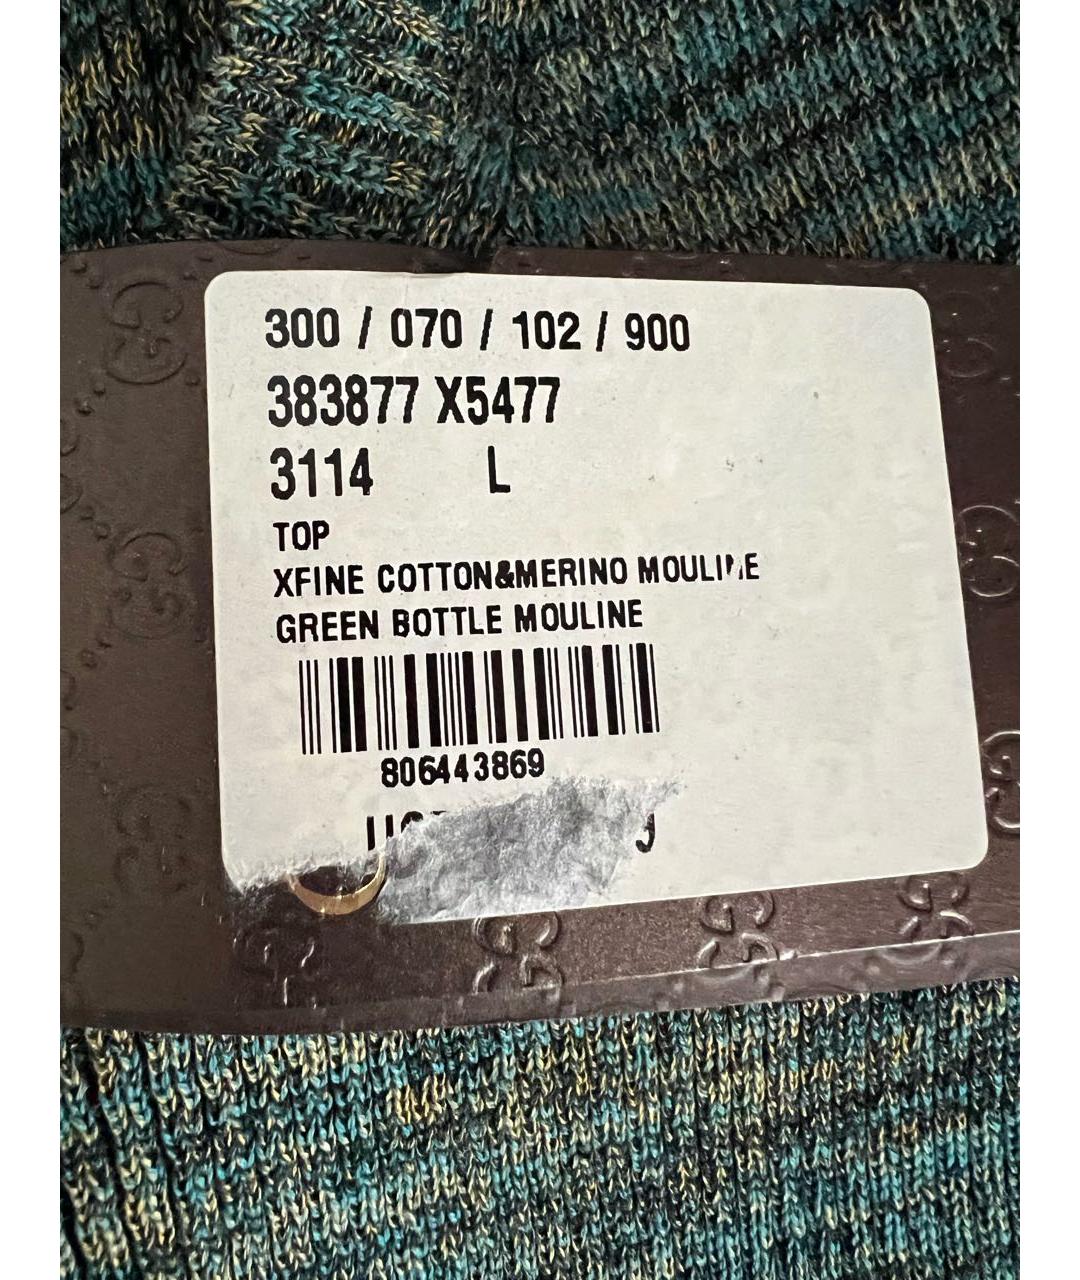 300 / 070 / 102 / 900
383877 X5477
3114 L
TOP
XFINE COTTON&MERINO MOULINE
GREEN BOTTLE MOULINE
806443869